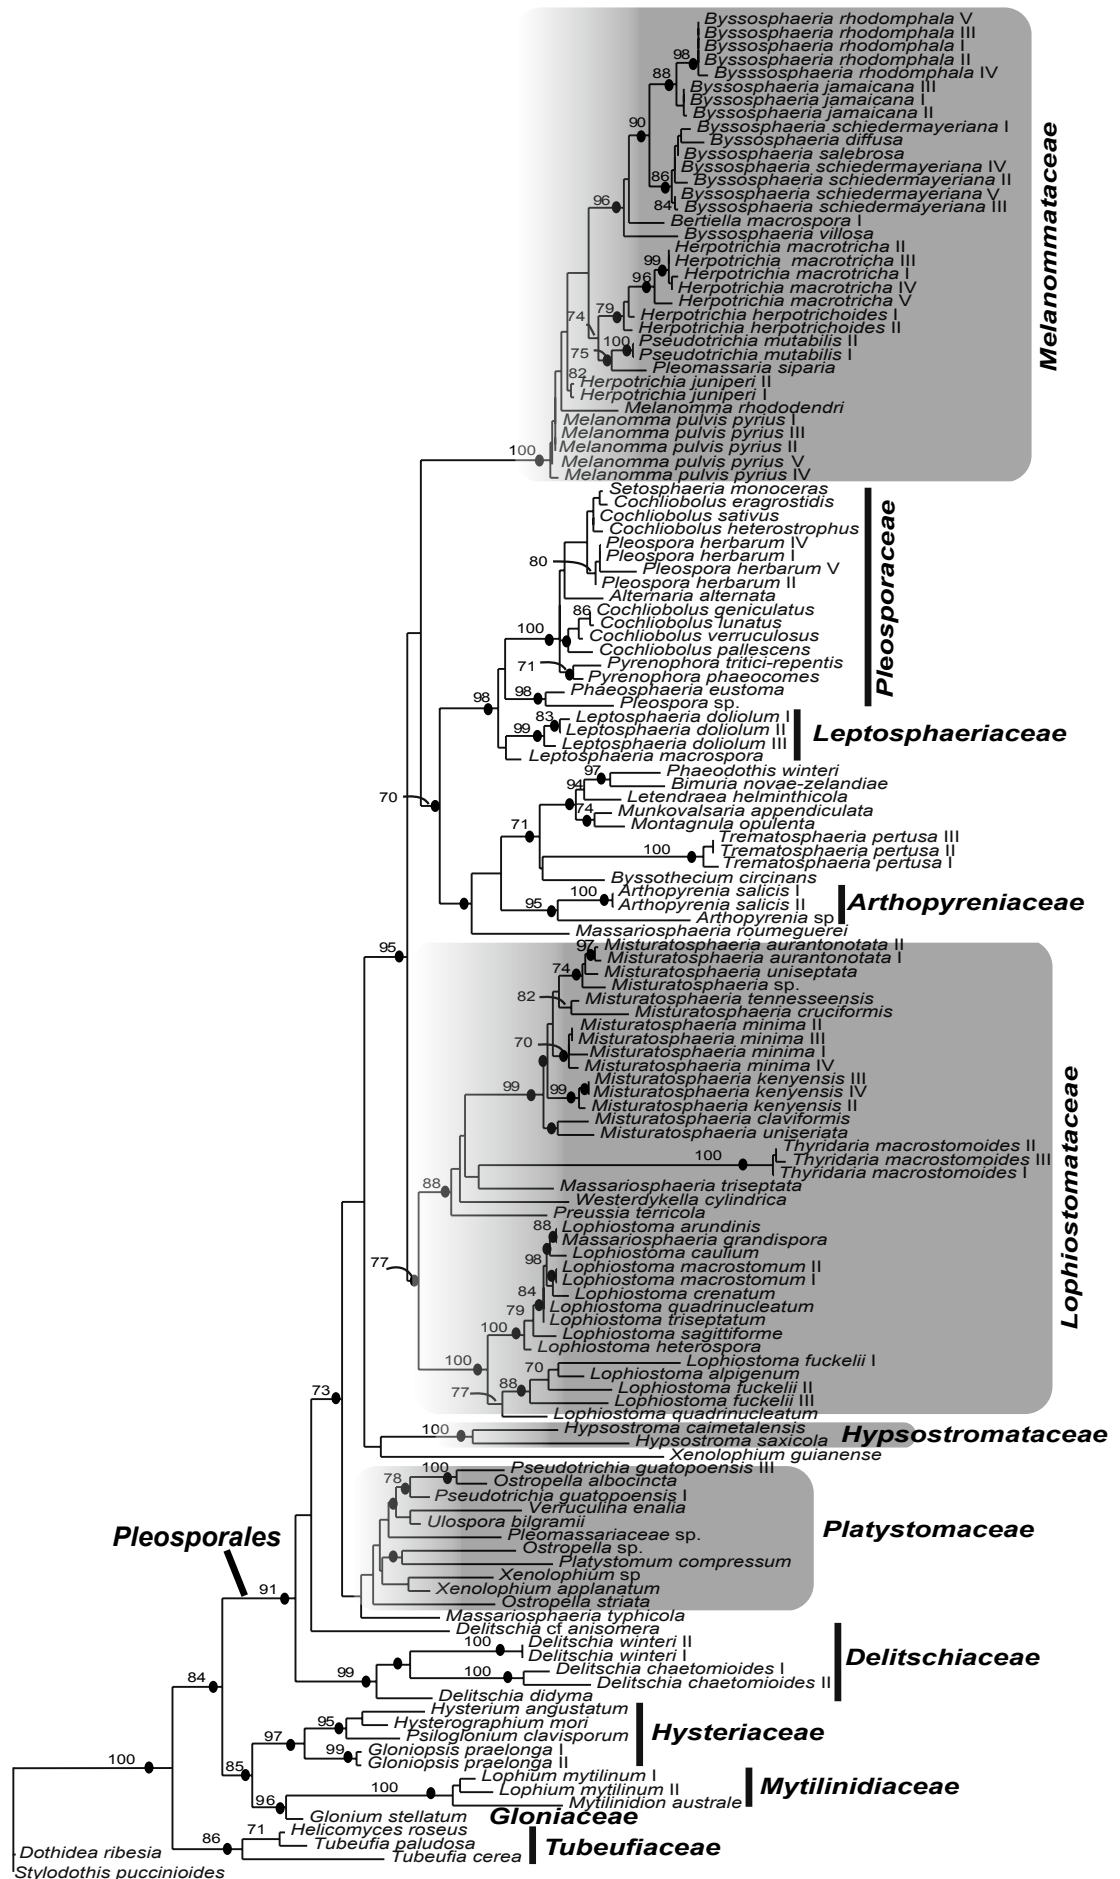 Byssosphaeria rhodomphala V
Byssosphaeria rhodomphala III
Byssosphaeria rhodomphala I
Byssosphaeria rhodomphala II
98
Bysssosphaeria rhodomphala IV
88
Byssosphaeria jamaicana III
Byssosphaeria jamaicana I
Byssosphaeria jamaicana II
90
Byssosphaeria schiedermayeriana I
Byssosphaeria diffusa
Byssosphaeria salebrosa
Byssosphaeria schiedermayeriana IV
86
Byssosphaeria schiedermayeriana II
Byssosphaeria schiedermayeriana V
84
Byssosphaeria schiedermayeriana III
96
Bertiella macrospora I
Byssosphaeria villosa
Herpotrichia macrotricha II
99
Herpotrichia macrotricha III
Herpotrichia macrotricha I
96
Herpotrichia macrotricha IV
Herpotrichia macrotricha V
79
Herpotrichia herpotrichoides I
74
Herpotrichia herpotrichoides II
100
Pseudotrichia mutabilis II
75
Pseudotrichia mutabilis I
Pleomassaria siparia
82
Herpotrichia juniperi II
Herpotrichia juniperi I
Melanomma rhododendri
Melanomma pulvis pyrius I
Melanomma pulvis pyrius III
Melanomma pulvis pyrius II
100
Melanomma pulvis pyrius V
Melanomma pulvis pyrius IV
Melanommataceae
Setosphaeria monoceras
Cochliobolus eragrostidis
Cochliobolus sativus
Cochliobolus heterostrophus
Pleospora herbarum IV
80
Pleospora herbarum I
Pleospora herbarum V
Pleospora herbarum II
Alternaria alternata
86
Cochliobolus geniculatus
Cochliobolus lunatus
100
Cochliobolus verruculosus
Cochliobolus pallescens
71
Pyrenophora tritici-repentis
Pyrenophora phaeocomes
98
98
Phaeosphaeria eustoma
Pleospora sp.
Pleosporaceae
83
Leptosphaeria doliolum I
99
Leptosphaeria doliolum II
Leptosphaeria doliolum III
Leptosphaeria macrospora
Leptosphaeriaceae
97
Phaeodothis winteri
94
Bimuria novae-zelandiae
70
Letendraea helminthicola
74
Munkovalsaria appendiculata
71
Montagnula opulenta
Trematosphaeria pertusa III
100
Trematosphaeria pertusa II
Trematosphaeria pertusa I
Byssothecium circinans
100
Arthopyrenia salicis I
95
Arthopyrenia salicis II
Arthopyrenia sp
Arthopyreniaceae
Massariosphaeria roumeguerei
95
97
Misturatosphaeria aurantonotata II
Misturatosphaeria aurantonotata I
74
Misturatosphaeria uniseptata
Misturatosphaeria sp.
82
Misturatosphaeria tennesseensis
Misturatosphaeria cruciformis
Misturatosphaeria minima II
70
Misturatosphaeria minima III
Misturatosphaeria minima I
Misturatosphaeria minima IV
99
99
Misturatosphaeria kenyensis III
Misturatosphaeria kenyensis IV
Misturatosphaeria kenyensis II
Misturatosphaeria claviformis
Misturatosphaeria uniseriata
Thyridaria macrostomoides II
100
Thyridaria macrostomoides III
Thyridaria macrostomoides I
88
Massariosphaeria triseptata
Westerdykella cylindrica
Preussia terricola
88
Lophiostoma arundinis
Massariosphaeria grandispora
77
98
Lophiostoma caulium
Lophiostoma macrostomum II
Lophiostoma macrostomum I
84
Lophiostoma crenatum
79
Lophiostoma quadrinucleatum
Lophiostoma triseptatum
100
Lophiostoma sagittiforme
Lophiostoma heterospora
100
70
Lophiostoma fuckelii I
Lophiostoma alpigenum
77
88
Lophiostoma fuckelii II
Lophiostoma fuckelii III
Lophiostoma quadrinucleatum
Lophiostomataceae
73
100
Hypsostroma caimetalensis
Hypsostroma saxicola
Hypsostromataceae
Xenolophium guianense
100
Pseudotrichia guatopoensis III
78
Ostropella albocincta
Pseudotrichia guatopoensis I
Verruculina enalia
Ulospora bilgramii
Pleomassariaceae sp.
Ostropella sp.
Platystomum compressum
Xenolophium sp
Xenolophium applanatum
Ostropella striata
Platystomaceae
Pleosporales
91
Massariosphaeria typhicola
Delitschia cf anisomera
100
Delitschia winteri II
Delitschia winteri I
99
100
Delitschia chaetomioides I
Delitschia chaetomioides II
Delitschia didyma
Delitschiaceae
84
Hysterium angustatum
95
Hysterographium mori
97
Psiloglonium clavisporum
99
Gloniopsis praelonga I
Gloniopsis praelonga II
Hysteriaceae
100
85
Lophium mytilinum I
100
Lophium mytilinum II
Mytilinidion australe
Mytilinidiaceae
96
Glonium stellatum
Gloniaceae
86
71
Helicomyces roseus
Tubeufia paludosa
Tubeufia cerea
Tubeufiaceae
Dothidea ribesia
Stylodothis puccinioides